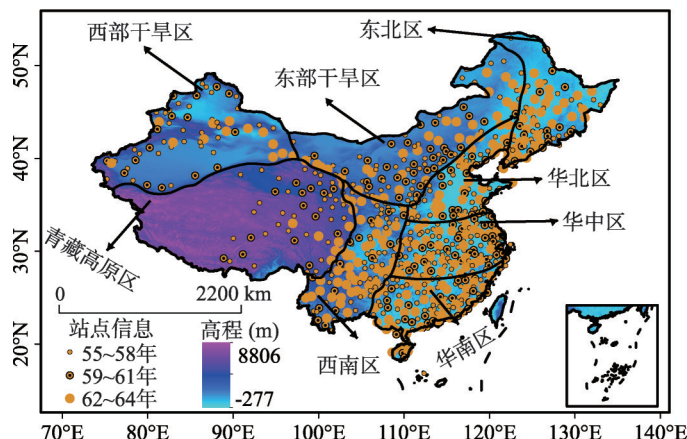 西部干旱区
东北区
东部干旱区
50°N
40°N
30°N
20°N
华北区
华中区
青藏高原区
0 2200 km
站点信息 高程 (m)
55~58年
59~61年
62~64年
8806
-277
西南区
华南区
70°E 80°E 90°E 100°E 110°E 120°E 130°E 140°E